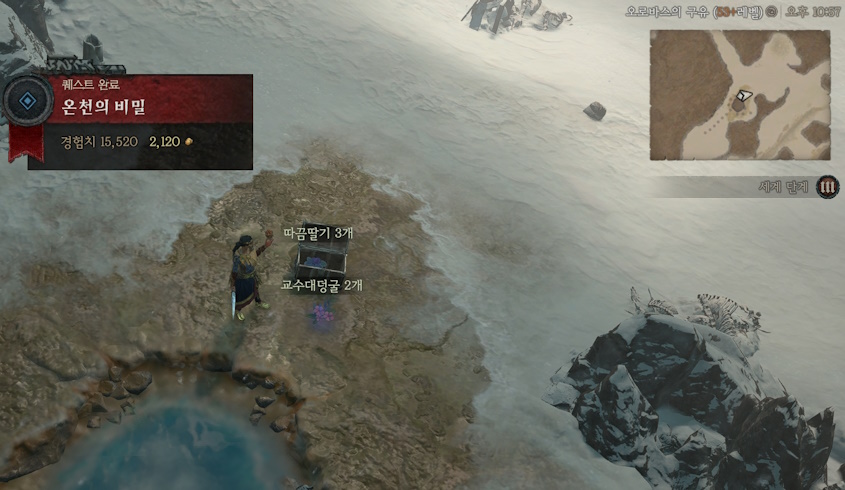 오로바스의 구유 (53+레벨) 오후 10:57
퀘스트 완료
온천의 비밀
경험치 15,520 2,120
세계 단계 III
따끔딸기 3개
교수대덩굴 2개